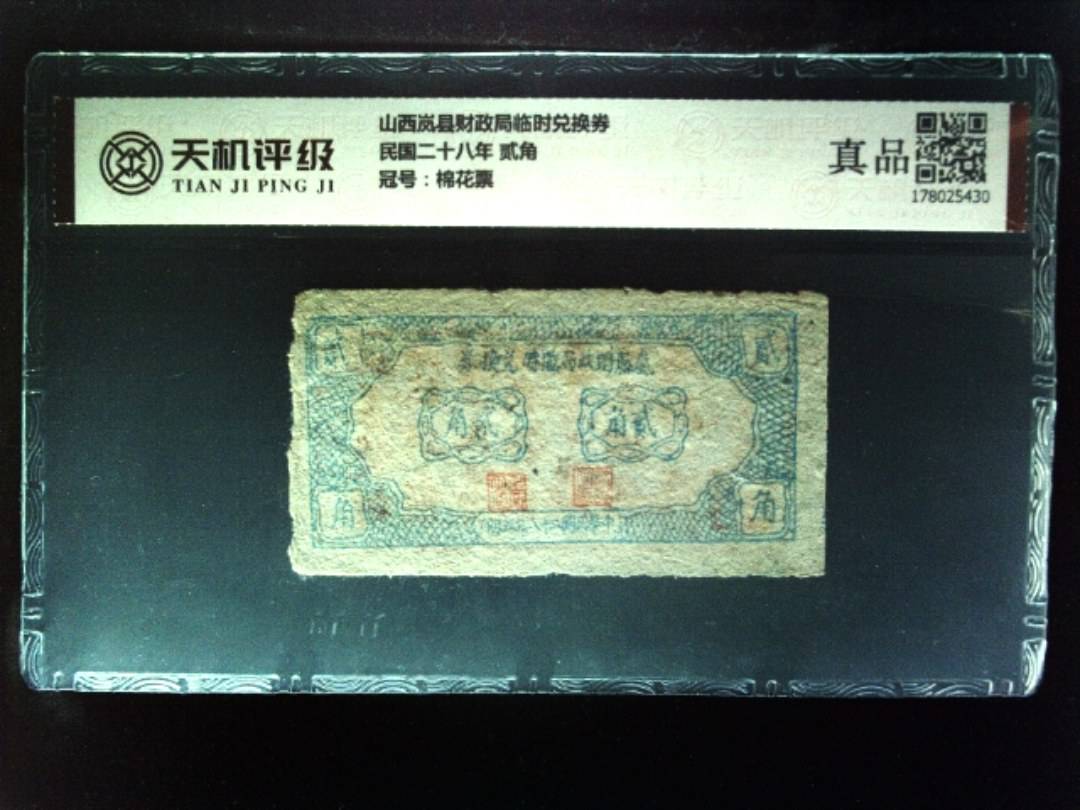 天机评级
TIAN JI PING JI
山西岚县财政局临时兑换券
民国二十八年 贰角
冠号：棉花票
真品
178025430
贰
贰
角贰
角贰
角
角